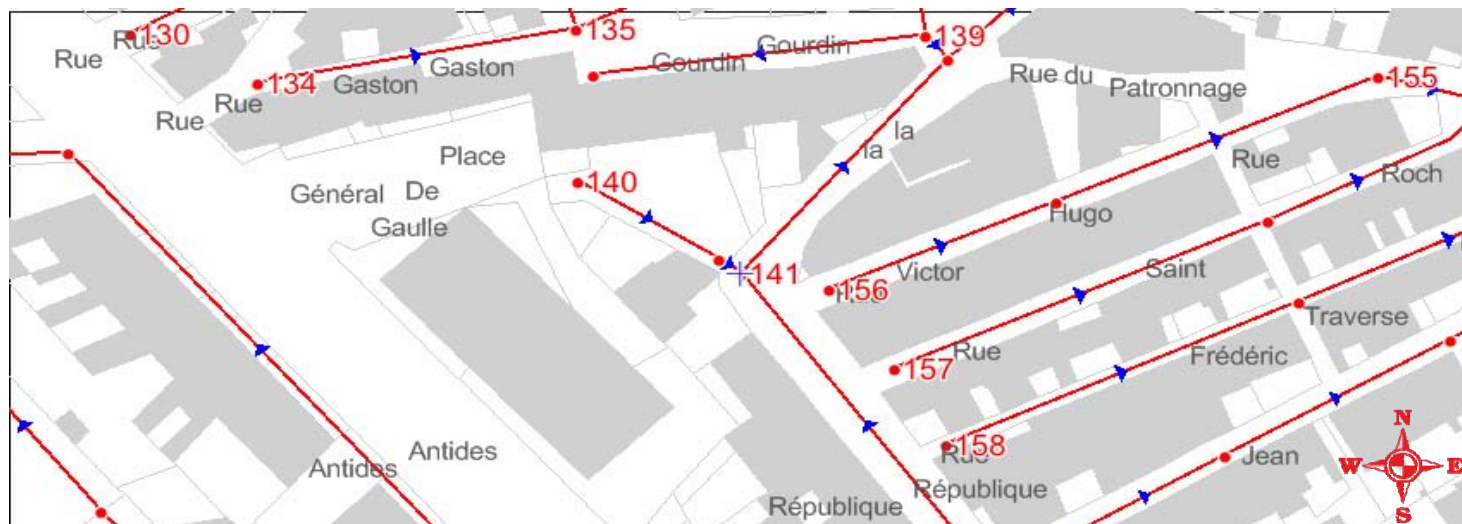 130
Rue
Rue
135
139
Gourdin
Gourdin
Gaston
Gaston
134
Rue
Rue
Rue du
Patronnage
155
la
la
Place
Général De
Gaulle
140
Rue
Roch
Hugo
Victor
Saint
141
156
Traverse
Rue
Frédéric
157
158
Rue
Jean
Antides
Antides
République
République
N
W E
S